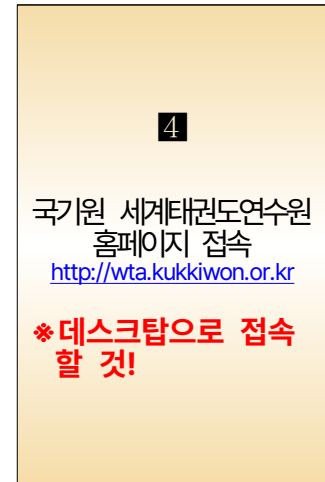 4
국기원 세계태권도연수원
홈페이지 접속
http://wta.kukkiwon.or.kr
※데스크탑으로 접속
할 것!